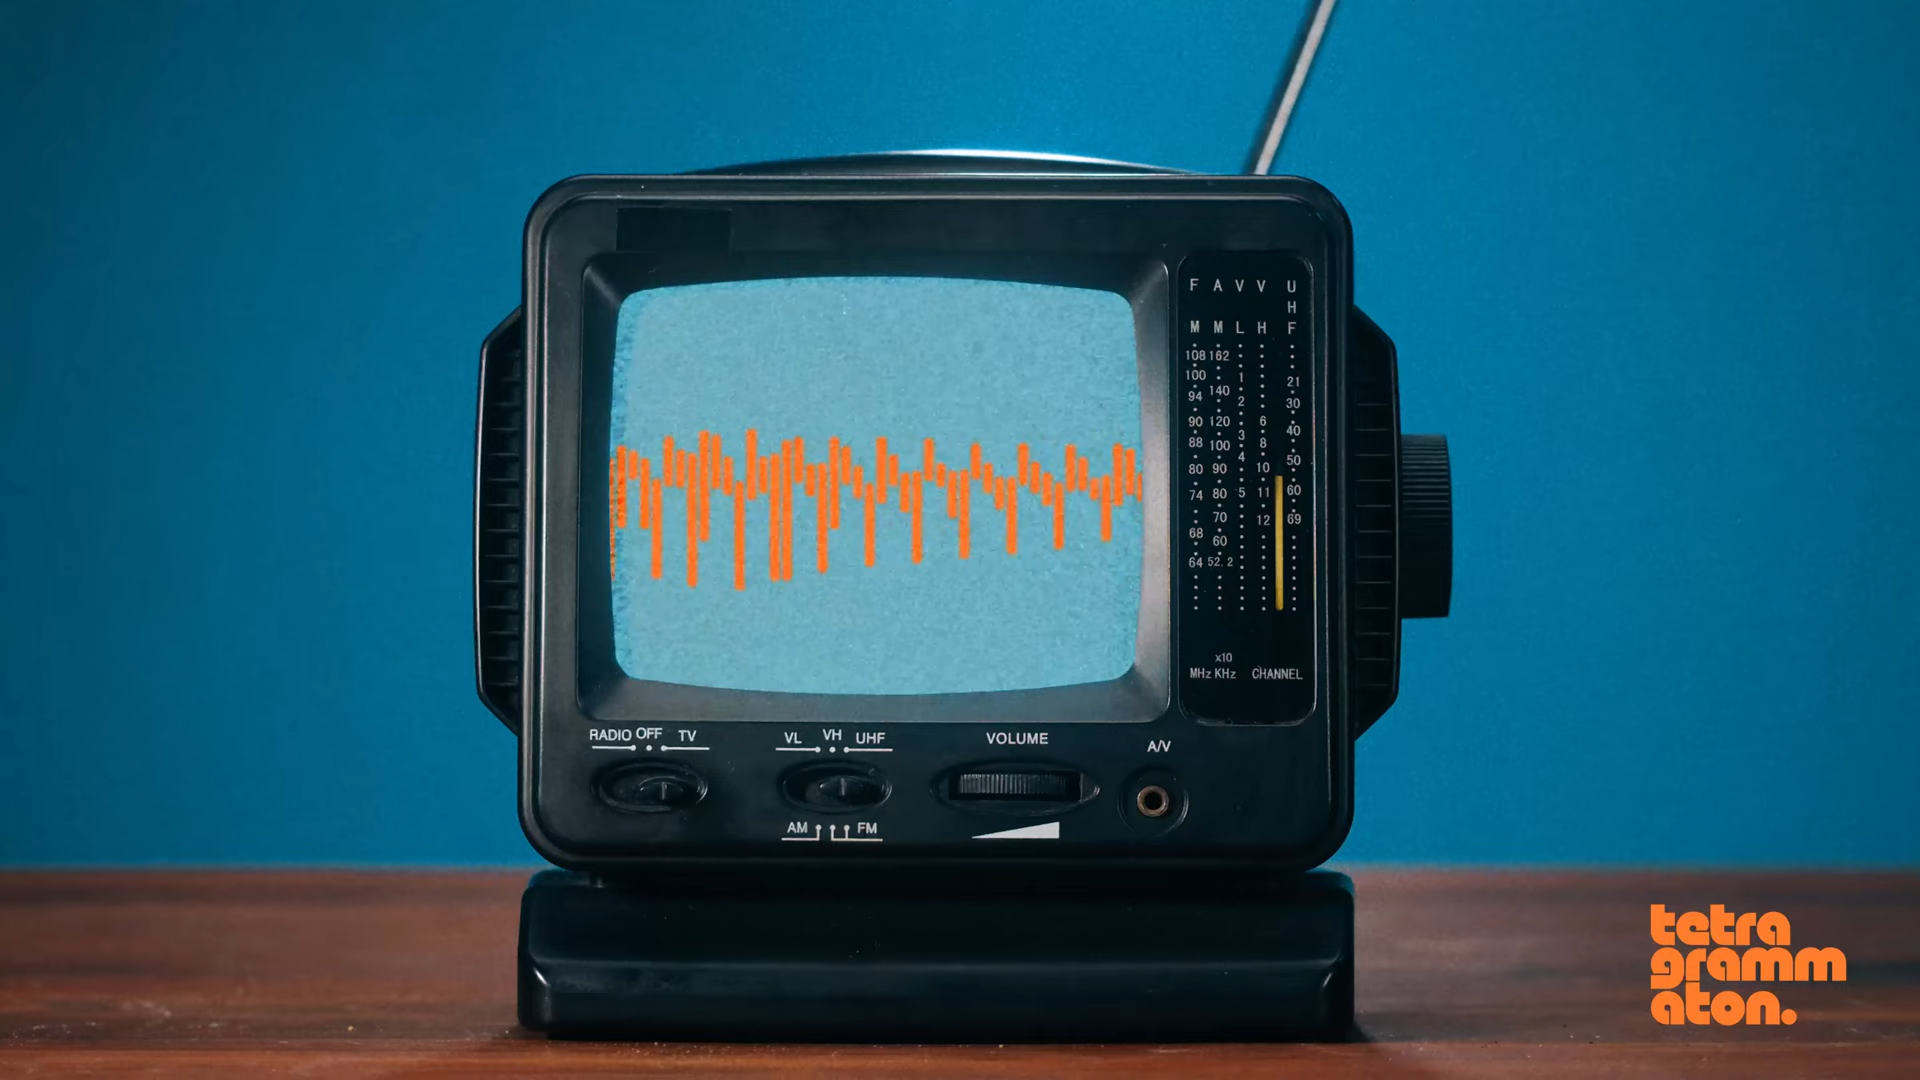 F A V V U
H
M M L H F
108 162
100 1 21
94 140 2 30
90 120 6 40
88 100 3 8
4 50
80 90 10
74 80 5 11 60
70 12 69
68 60
64 52.2
x10
MHz KHz CHANNEL
RADIO OFF TV
VL VH UHF
VOLUME
A/V
AM FM
tetra
gramm
aton.